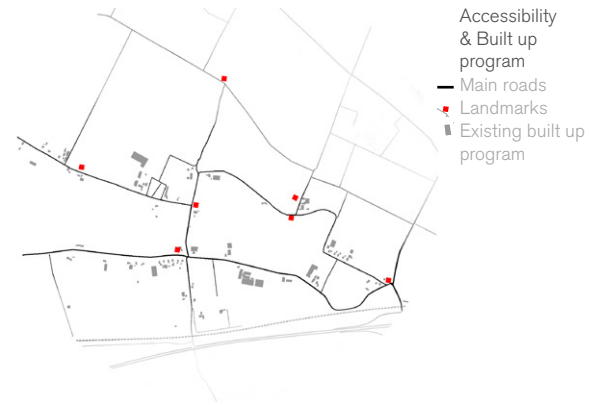 Accessibility
& Built up
program
Main roads
Landmarks
Existing built up
program